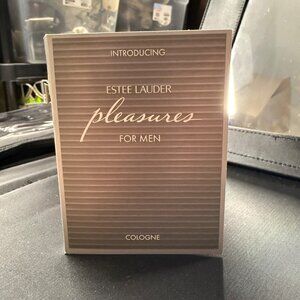 INTRODUCING
ESTEE LAUDER
pleasures
FOR MEN
COLOGNE